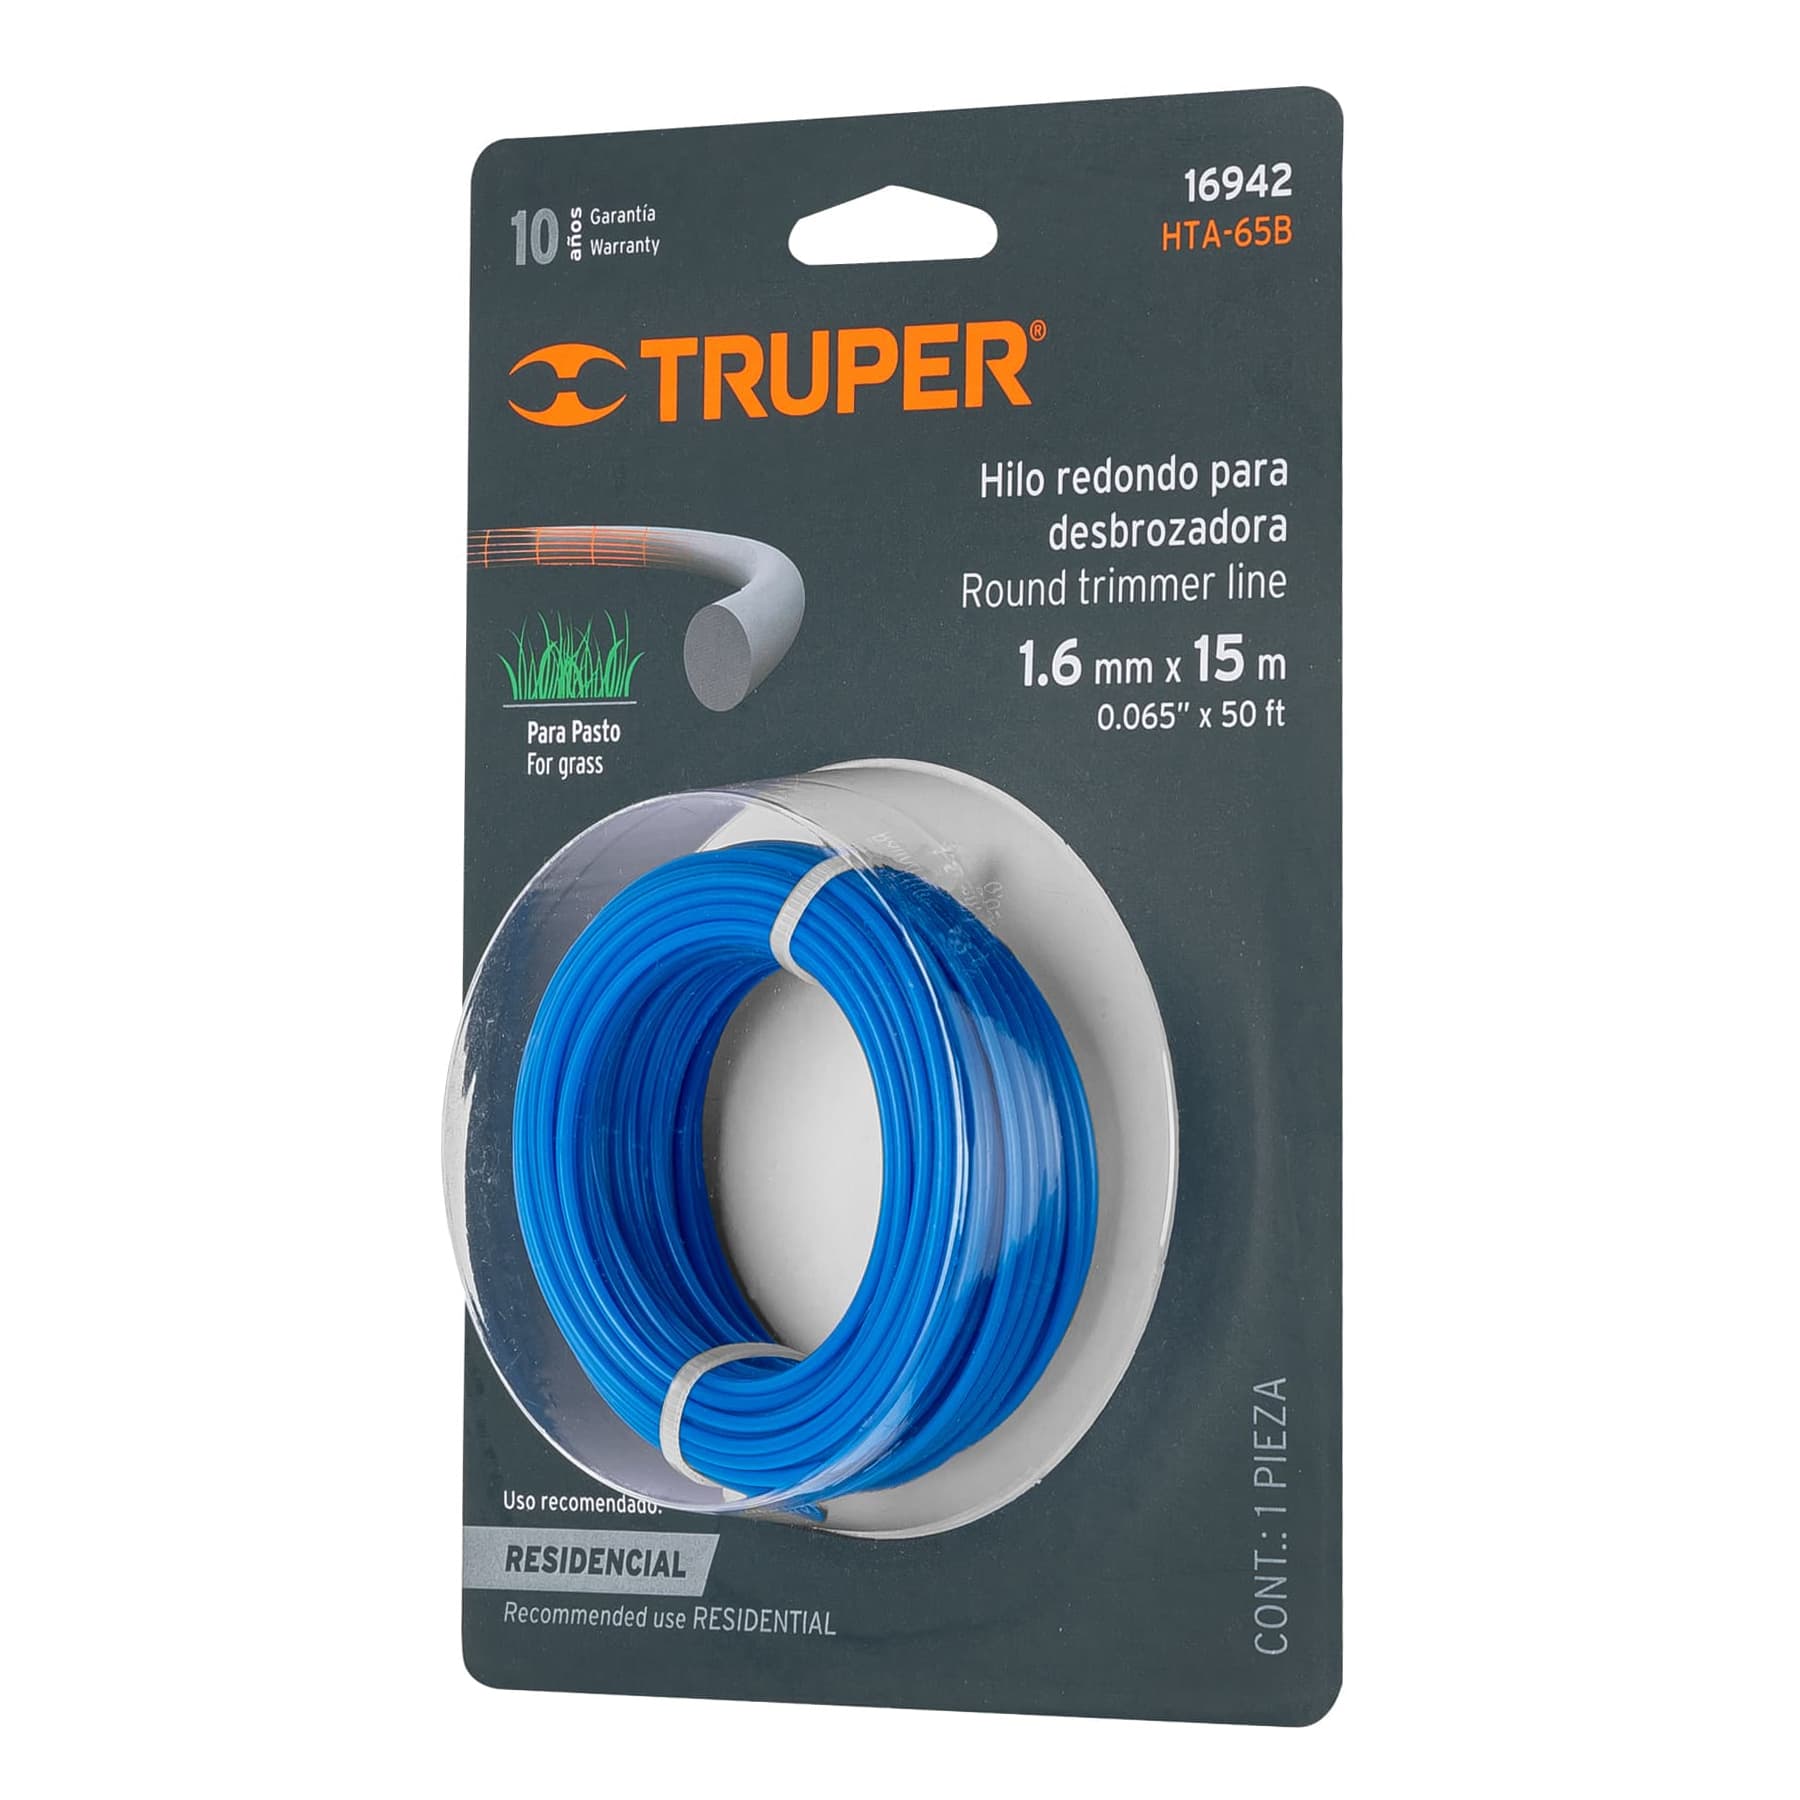 10 años Garantía
Warranty
16942
HTA-65B
TRUPER®
Hilo redondo para
desbrozadora
Round trimmer line
1.6 mm x 15 m
0.065" x 50 ft
Para Pasto
For grass
Uso recomendado:
RESIDENCIAL
Recommended use RESIDENTIAL
CONT.: 1 PIEZA